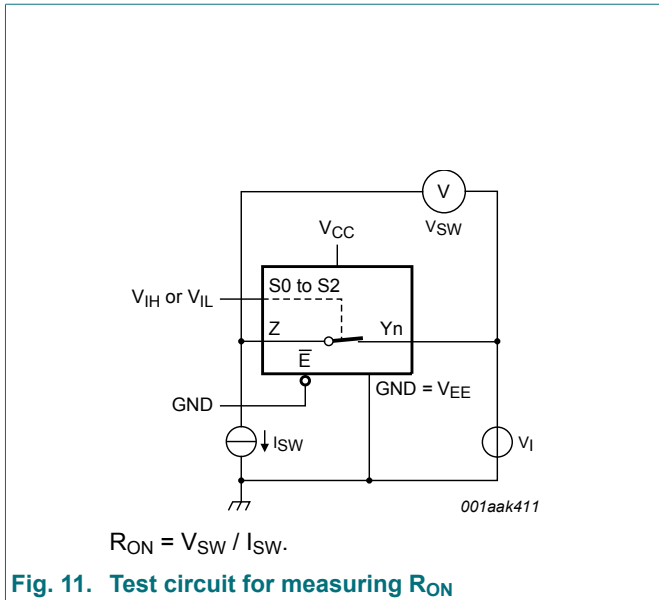 V
VSW
VCC
S0 to S2
VIH or VIL
Z
Yn
E̅
GND = VEE
GND
ISW
VI
001aak411
RON = VSW / ISW.
Fig. 11. Test circuit for measuring RON